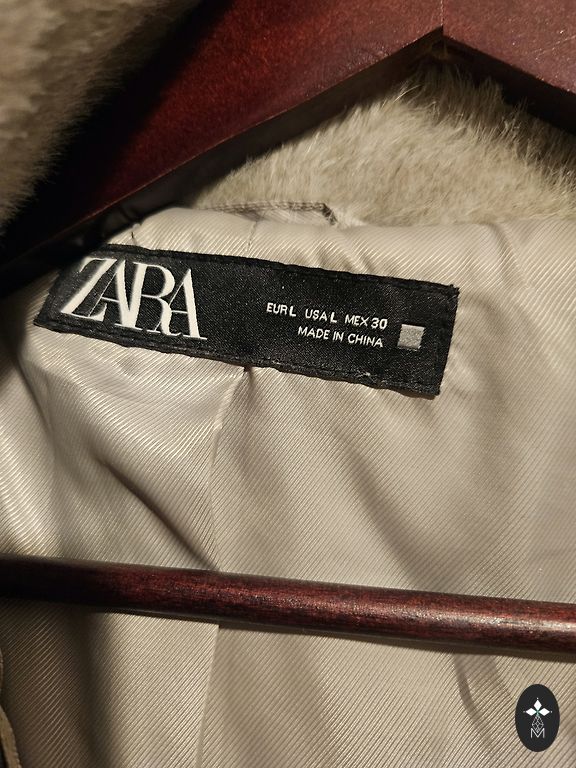 ZARA
EUR L USA L MEX 30
MADE IN CHINA
M